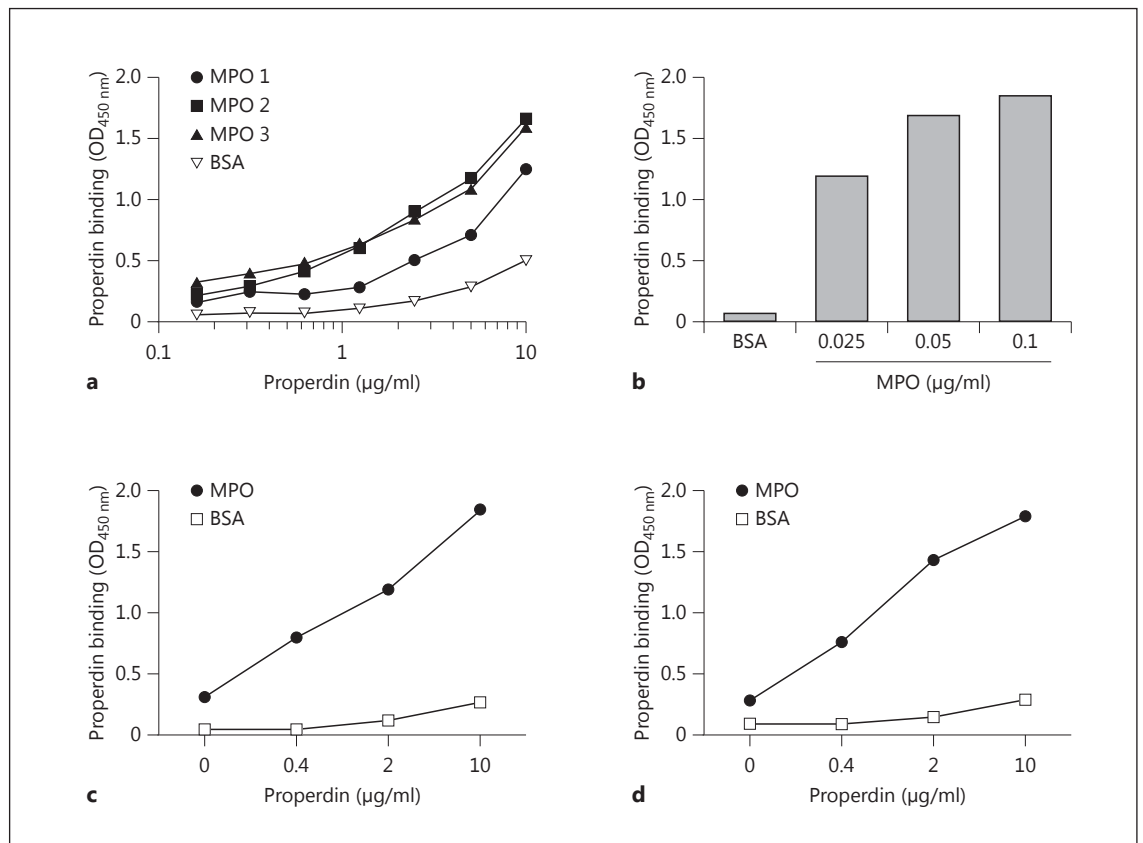 MPO 1
MPO 2
MPO 3
BSA
Properdin binding (OD450 nm)
2.0
1.5
1.0
0.5
0
0.1 1 10
Properdin (µg/ml)
a
Properdin binding (OD450 nm)
2.0
1.5
1.0
0.5
0
BSA 0.025 0.05 0.1
MPO (µg/ml)
b
MPO
BSA
Properdin binding (OD450 nm)
2.0
1.5
1.0
0.5
0
0 0.4 2 10
Properdin (µg/ml)
c
MPO
BSA
Properdin binding (OD450 nm)
2.0
1.5
1.0
0.5
0
0 0.4 2 10
Properdin (µg/ml)
d